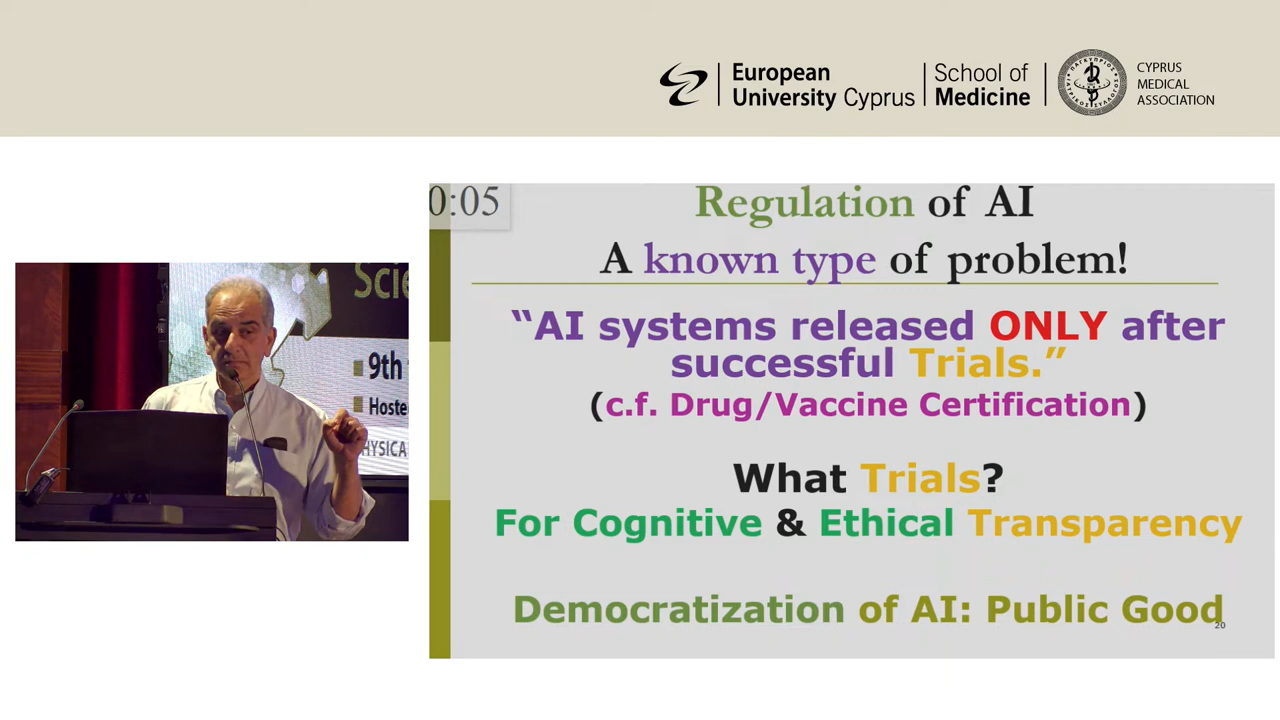 European
University Cyprus
School of
Medicine
CYPRUS
MEDICAL
ASSOCIATION
0:05
Regulation of AI
A known type of problem!
“AI systems released ONLY after
successful Trials.”
(c.f. Drug/Vaccine Certification)
What Trials?
For Cognitive & Ethical Transparency
Democratization of AI: Public Good
20
Scie
9th
Hoste
HYSICA